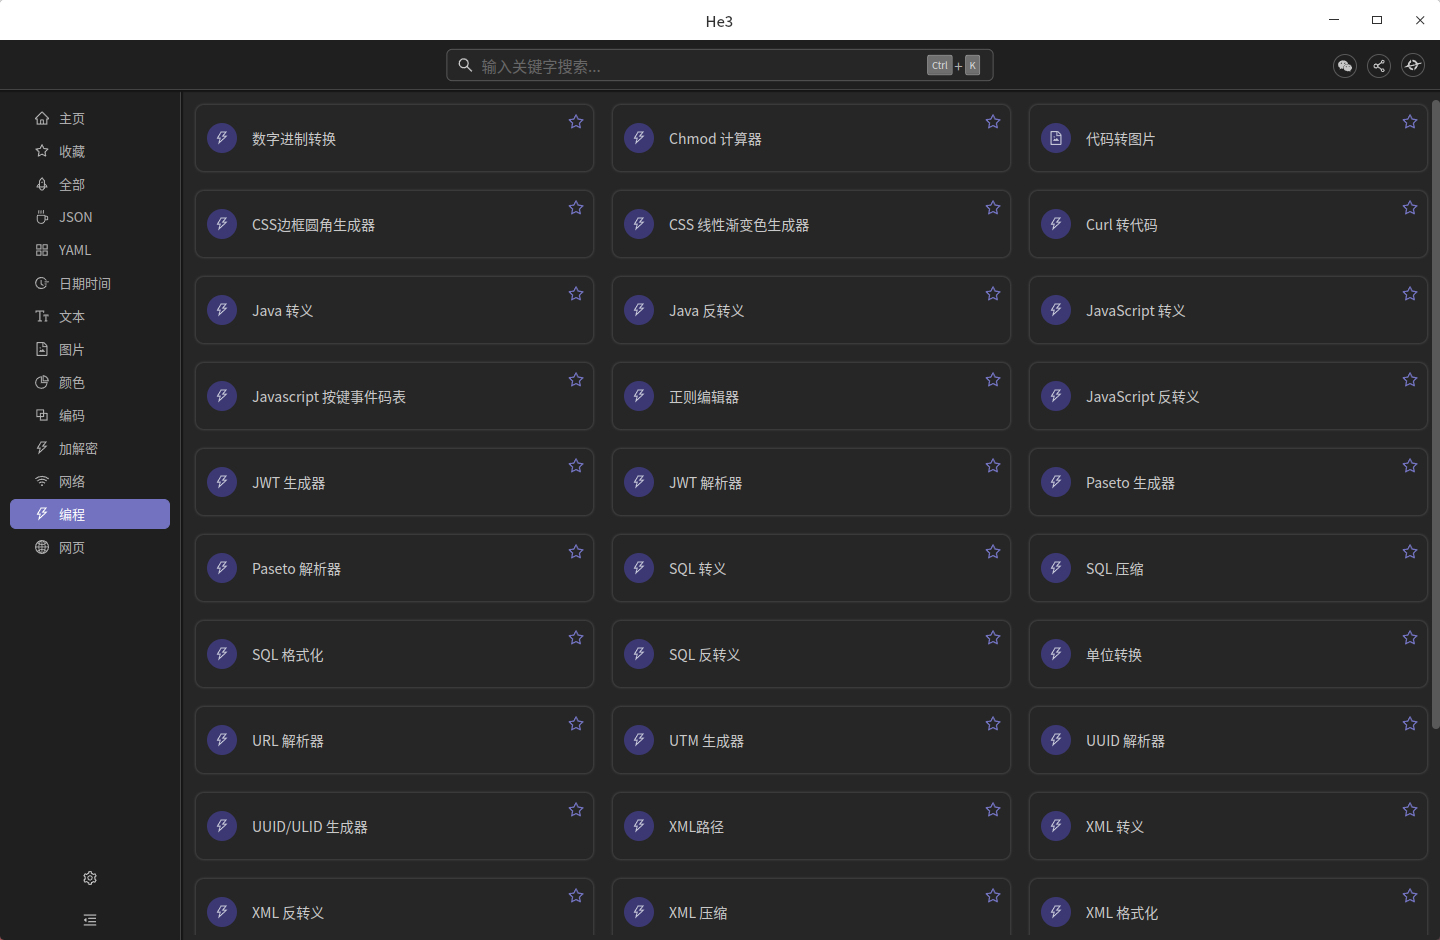 He3
输入关键字搜索...
Ctrl + K
主页
收藏
全部
JSON
YAML
日期时间
文本
图片
颜色
编码
加解密
网络
编程
网页
数字进制转换
Chmod 计算器
代码转图片
CSS边框圆角生成器
CSS 线性渐变色生成器
Curl 转代码
Java 转义
Java 反转义
JavaScript 转义
Javascript 按键事件码表
正则编辑器
JavaScript 反转义
JWT 生成器
JWT 解析器
Paseto 生成器
Paseto 解析器
SQL 转义
SQL 压缩
SQL 格式化
SQL 反转义
单位转换
URL 解析器
UTM 生成器
UUID 解析器
UUID/ULID 生成器
XML路径
XML 转义
XML 反转义
XML 压缩
XML 格式化